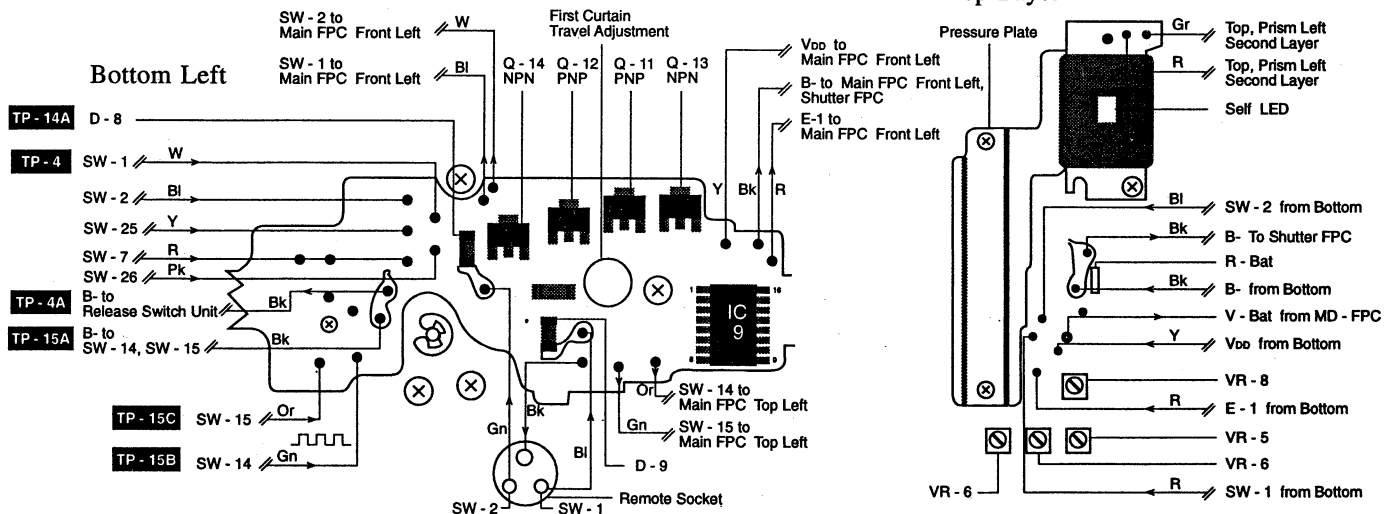 SW - 2 to
Main FPC Front Left
W
SW - 1 to
Main FPC Front Left
Bl
First Curtain
Travel Adjustment
Q - 14
NPN
Q - 12
PNP
Q - 11
PNP
Q - 13
NPN
VDD to
Main FPC Front Left
B- to Main FPC Front Left,
Shutter FPC
E-1 to
Main FPC Front Left
Y
Bk
R
Bottom Left
TP - 14A D - 8
TP - 4 SW - 1 W
SW - 2 Bl
SW - 25 Y
SW - 7 R
SW - 26 Pk
TP - 4A B- to
Release Switch Unit Bk
TP - 15A B- to
SW - 14, SW - 15 Bk
TP - 15C SW - 15 Or
TP - 15B SW - 14 Gn
1 16
IC
9
8 9
Or SW - 14 to
Main FPC Top Left
Gn SW - 15 to
Main FPC Top Left
Gn
Bk
Bl
D - 9
Remote Socket
SW - 2 SW - 1
Pressure Plate
Gr Top, Prism Left
Second Layer
R Top, Prism Left
Second Layer
Self LED
Bl SW - 2 from Bottom
Bk B- To Shutter FPC
R - Bat
Bk B- from Bottom
V - Bat from MD - FPC
Y VDD from Bottom
VR - 8
R E - 1 from Bottom
VR - 5
VR - 6
VR - 6
R SW - 1 from Bottom